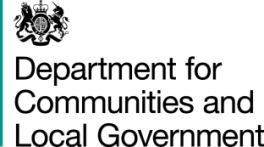 Department for
Communities and
Local Government